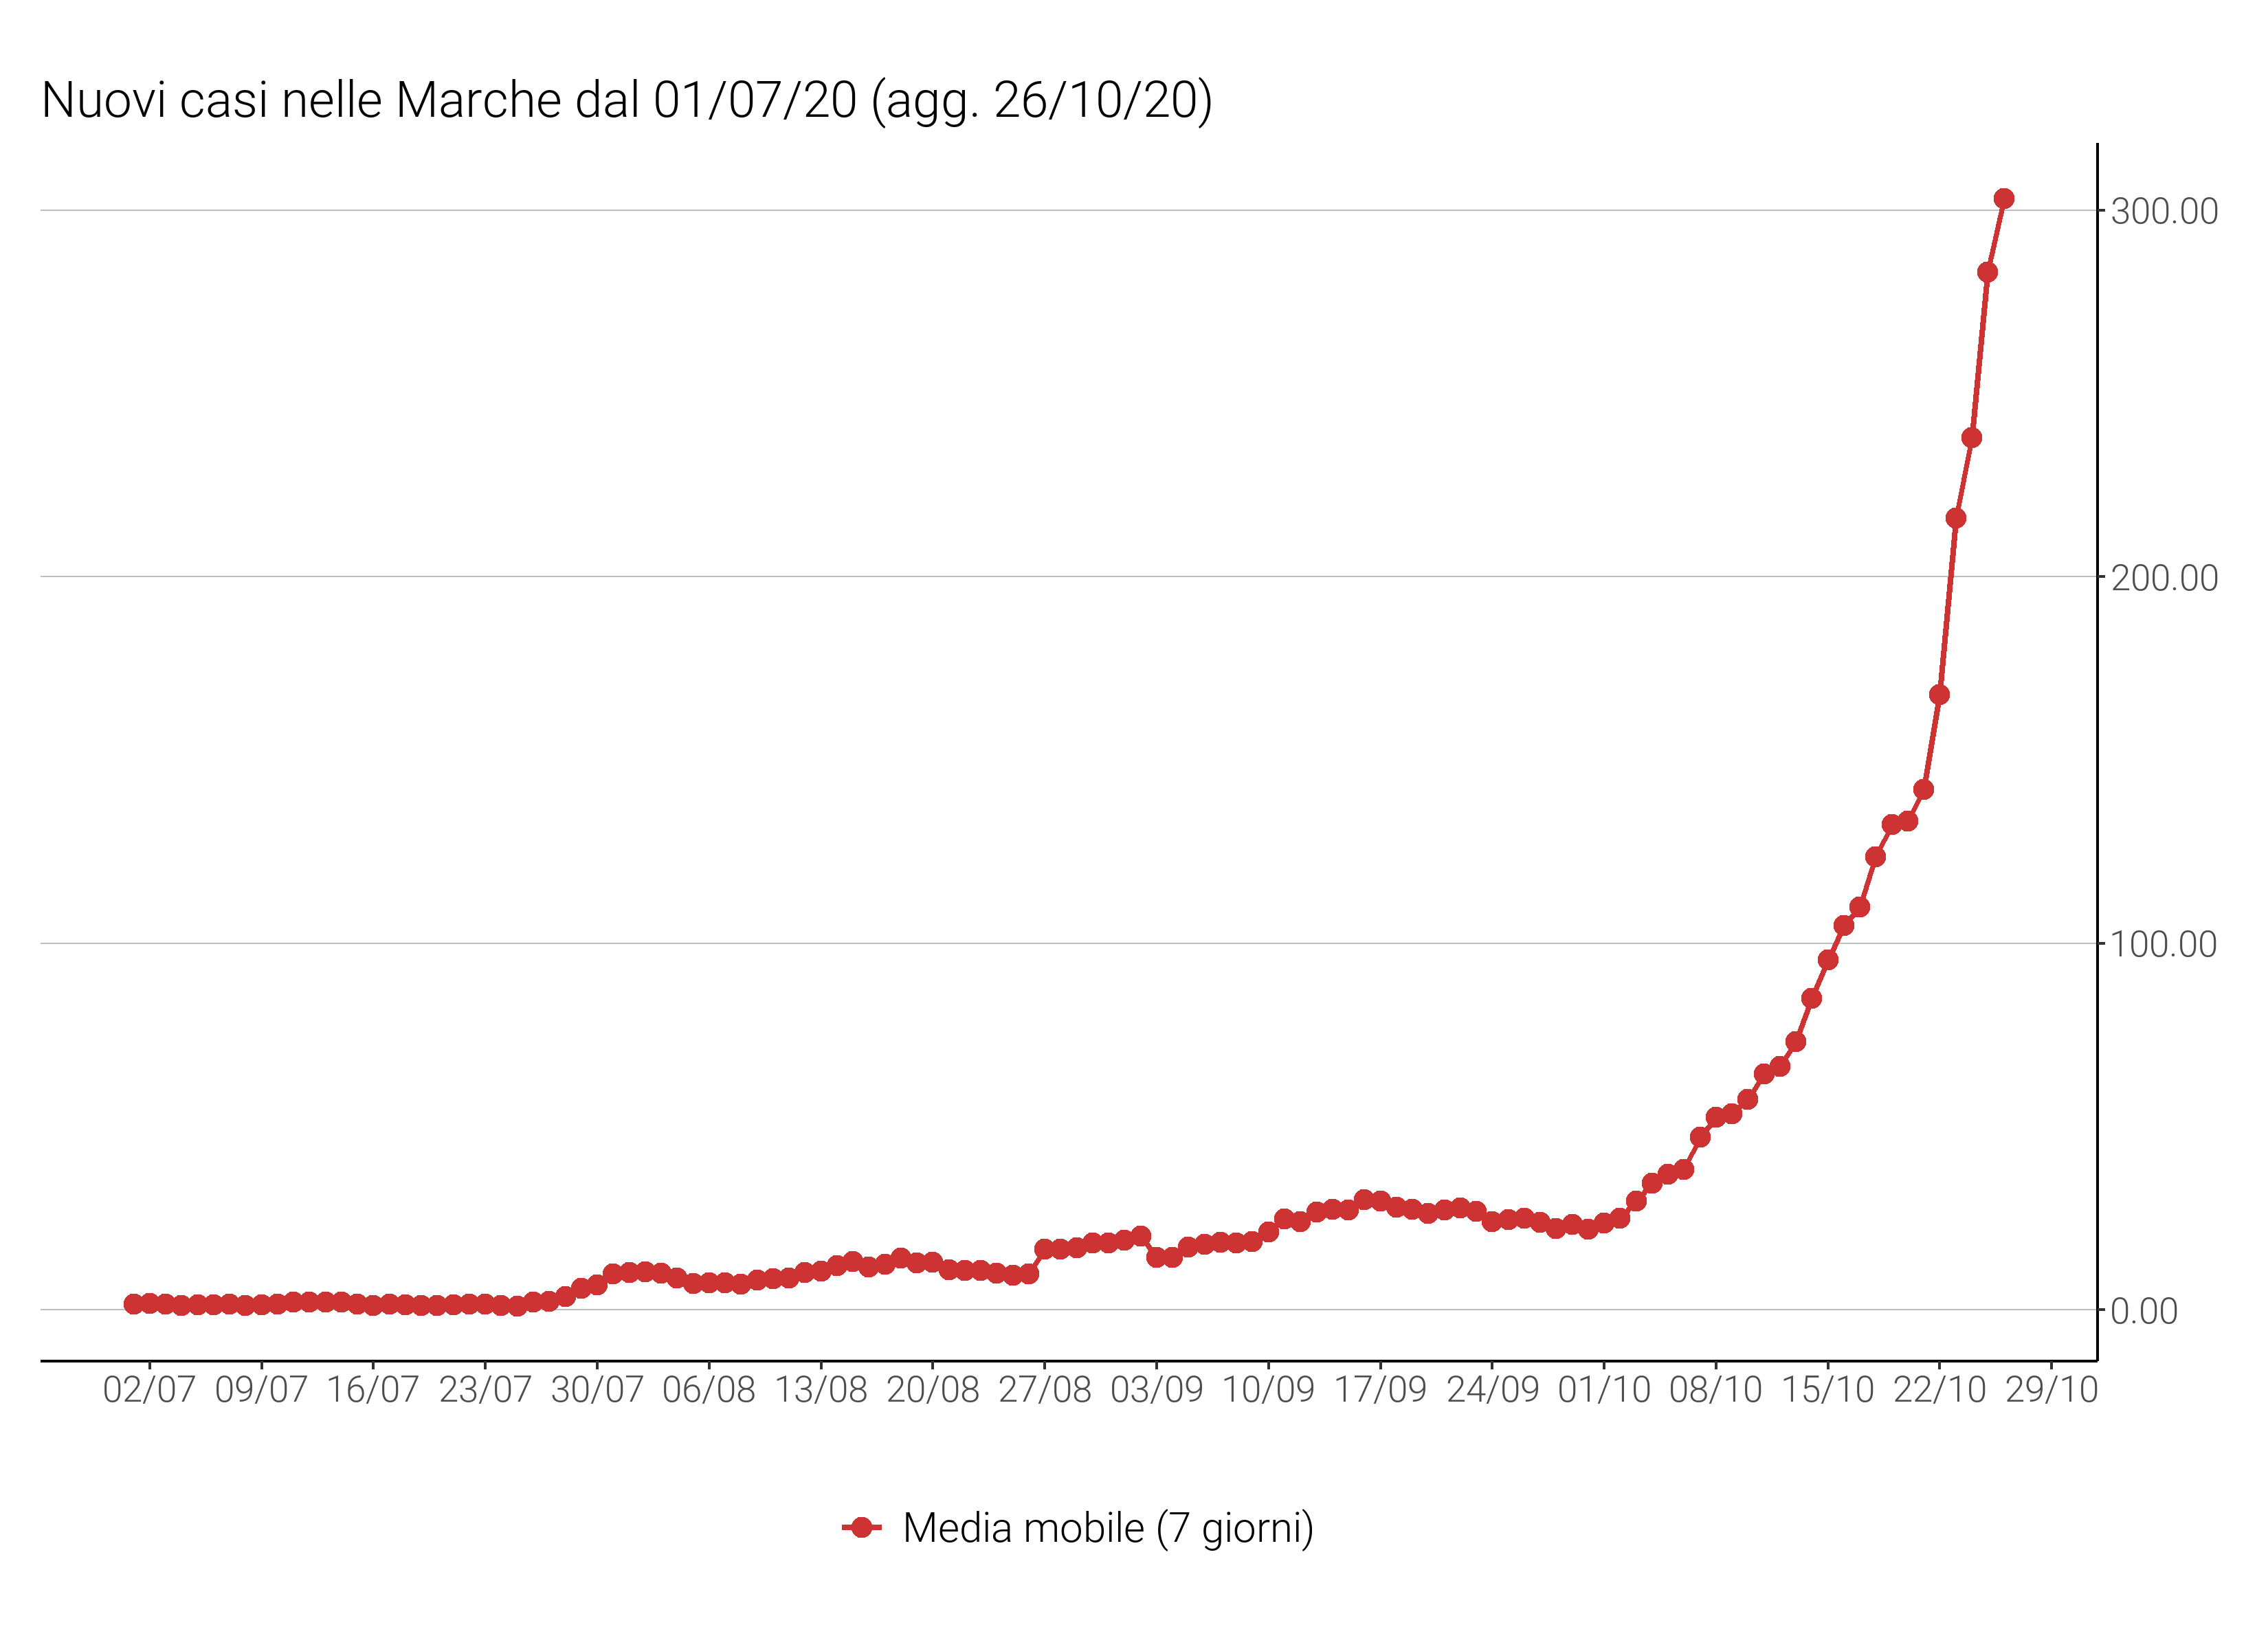 Nuovi casi nelle Marche dal 01/07/20 (agg. 26/10/20)
300.00
200.00
100.00
0.00
02/07 09/07 16/07 23/07 30/07 06/08 13/08 20/08 27/08 03/09 10/09 17/09 24/09 01/10 08/10 15/10 22/10 29/10
Media mobile (7 giorni)